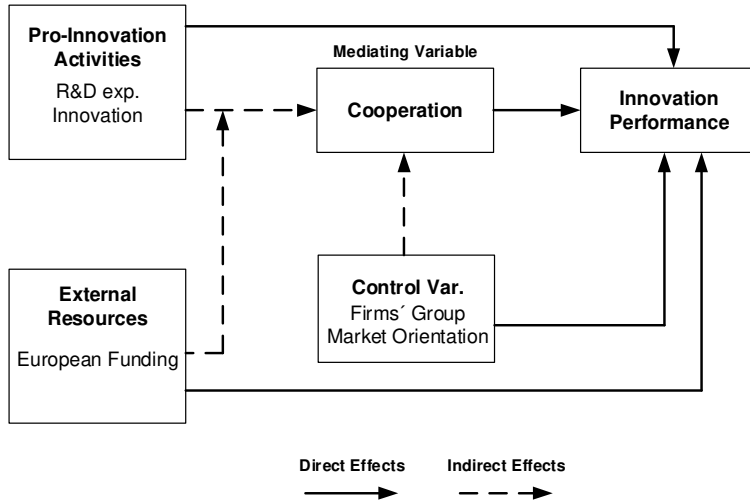 Pro-Innovation
Activities
R&D exp.
Innovation
Mediating Variable
Cooperation
Innovation
Performance
External
Resources
European Funding
Control Var.
Firms´ Group
Market Orientation
Direct Effects
Indirect Effects